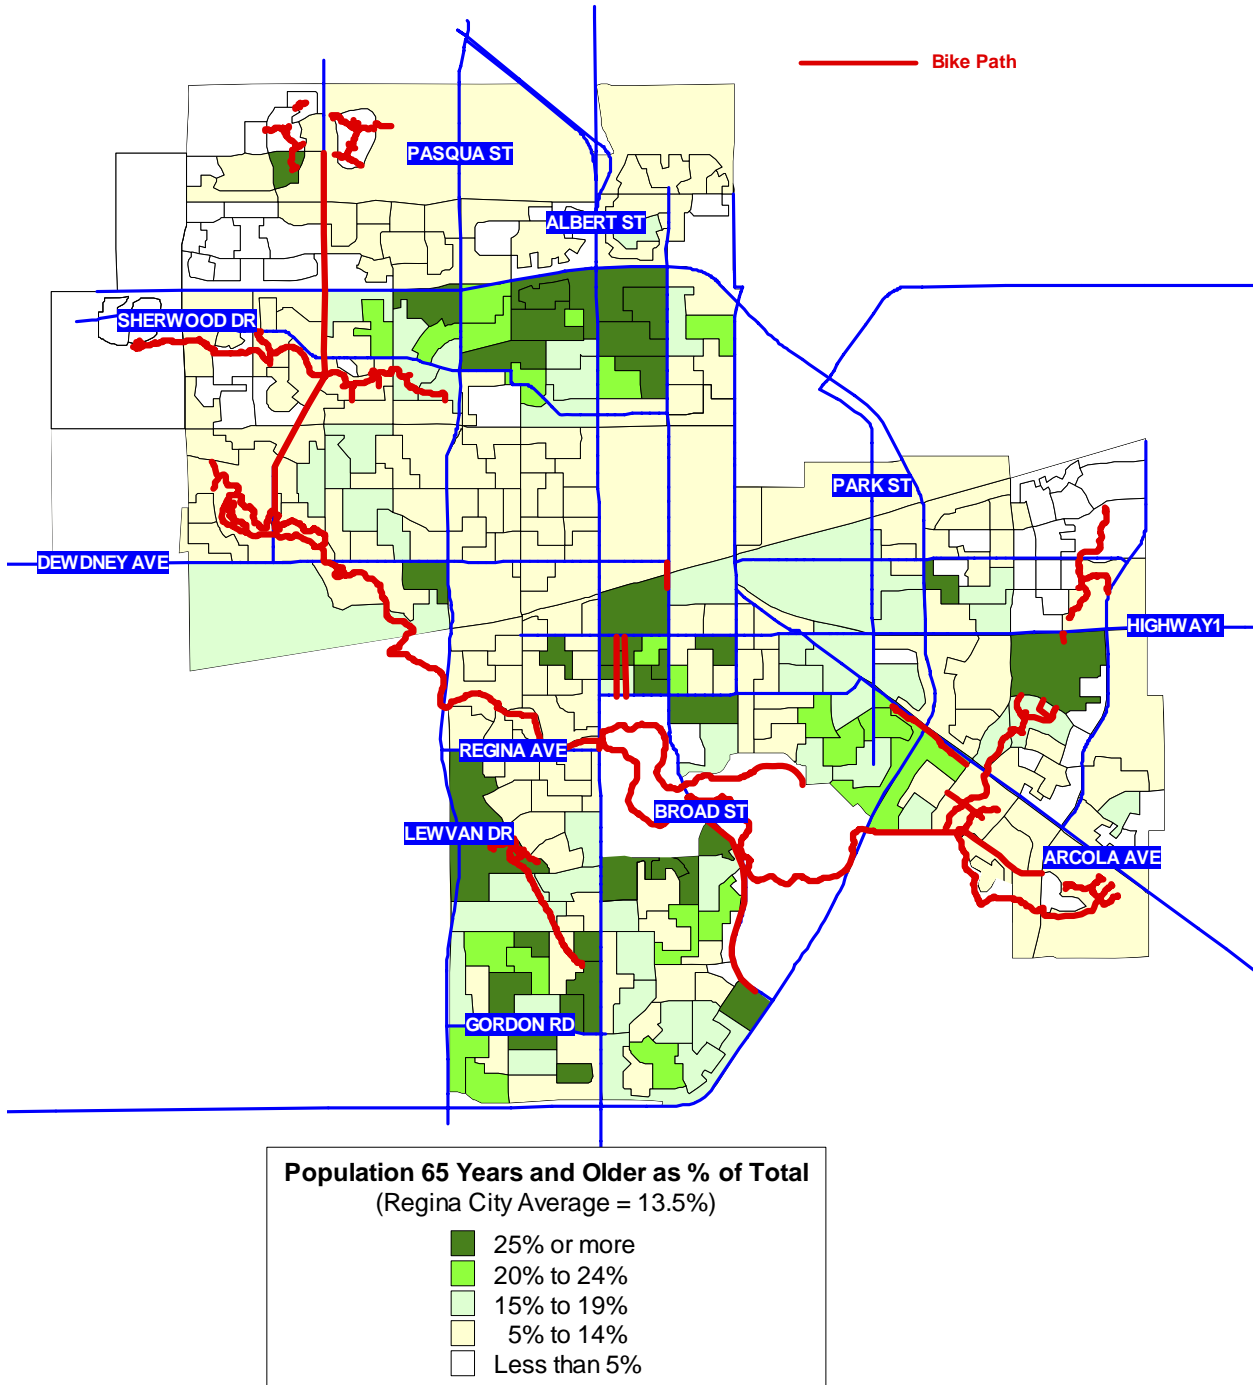 Bike Path
PASQUA ST
ALBERT ST
SHERWOOD DR
PARK ST
DEWDNEY AVE
HIGHWAY1
REGINA AVE
BROAD ST
LEWVAN DR
ARCOLA AVE
GORDON RD
Population 65 Years and Older as % of Total
(Regina City Average = 13.5%)
25% or more
20% to 24%
15% to 19%
5% to 14%
Less than 5%